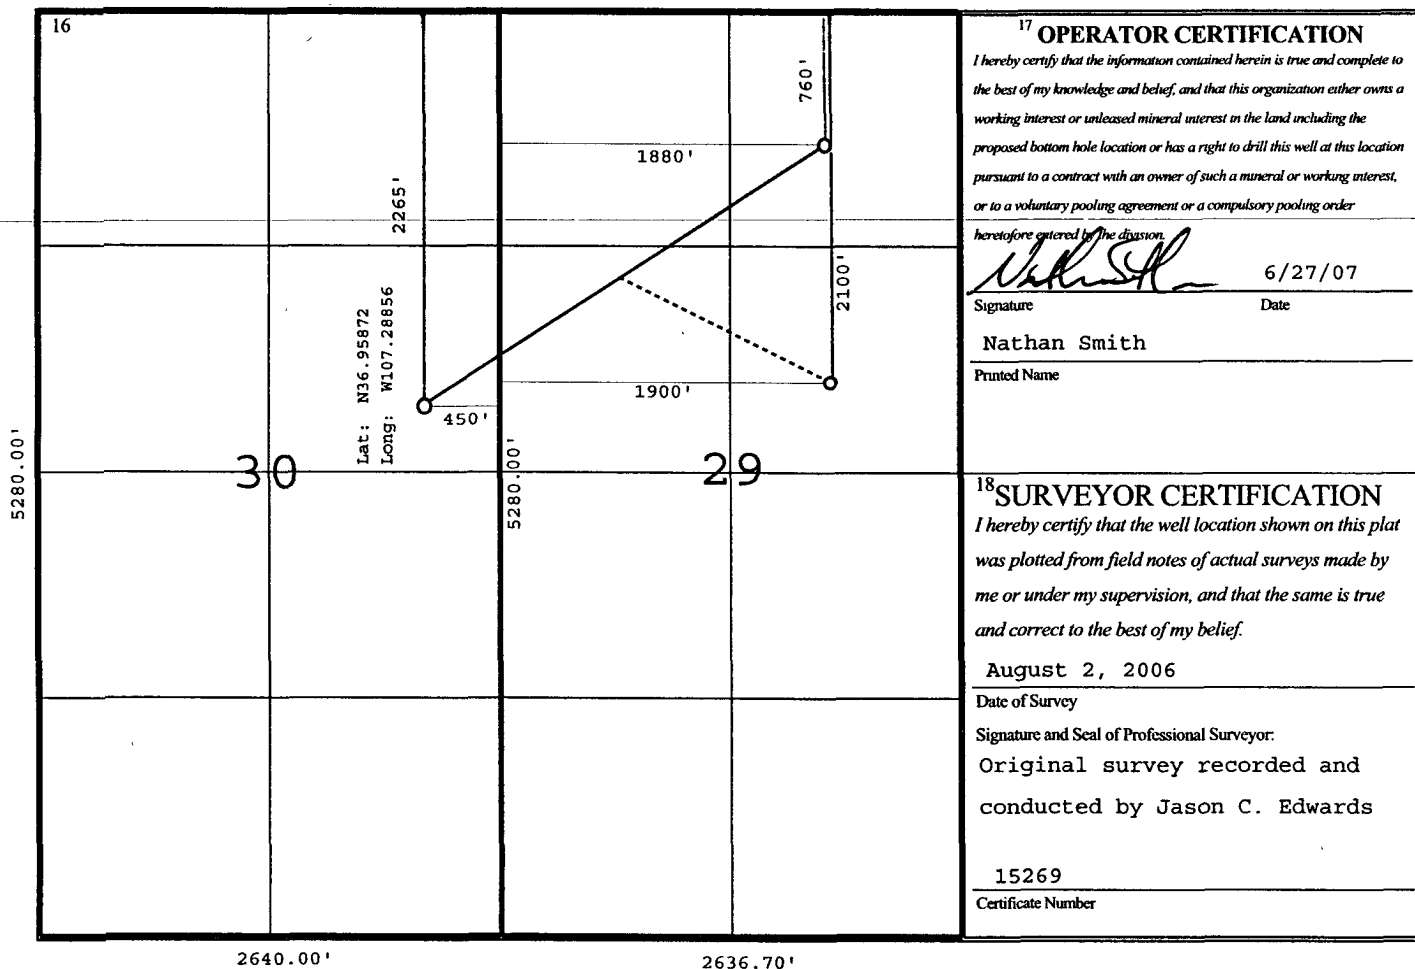 16
760'
1880'
2265'
2100'
Lat: N36.95872
Long: W107.28856
1900'
450'
5280.00'
30
5280.00'
29
2640.00'
2636.70'
17 OPERATOR CERTIFICATION
I hereby certify that the information contained herein is true and complete to
the best of my knowledge and belief, and that this organization either owns a
working interest or unleased mineral interest in the land including the
proposed bottom hole location or has a right to drill this well at this location
pursuant to a contract with an owner of such a mineral or working interest,
or to a voluntary pooling agreement or a compulsory pooling order
heretofore entered by the division.
6/27/07
Signature Date
Nathan Smith
Printed Name
18 SURVEYOR CERTIFICATION
I hereby certify that the well location shown on this plat
was plotted from field notes of actual surveys made by
me or under my supervision, and that the same is true
and correct to the best of my belief.
August 2, 2006
Date of Survey
Signature and Seal of Professional Surveyor:
Original survey recorded and
conducted by Jason C. Edwards
15269
Certificate Number